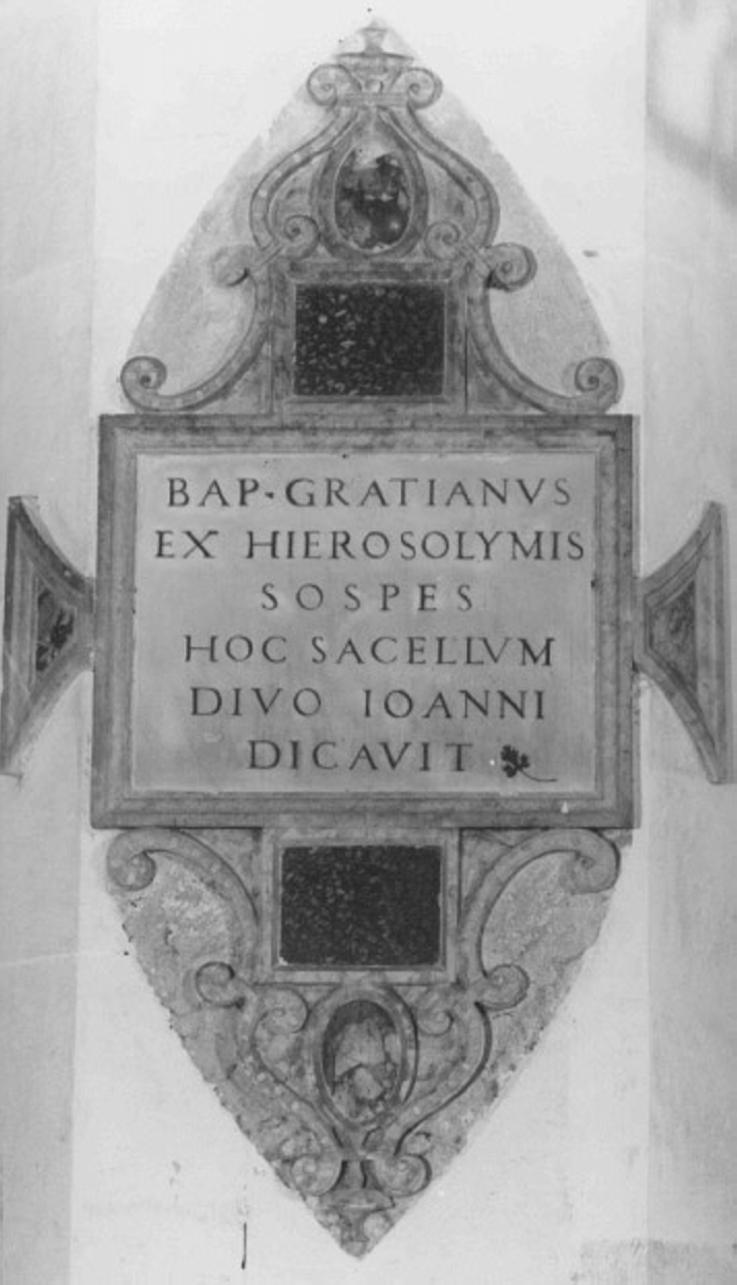 BAP·GRATIANVS
EX HIEROSOLYMIS
SOSPES
HOC SACELLVM
DIVO IOANNI
DICAVIT